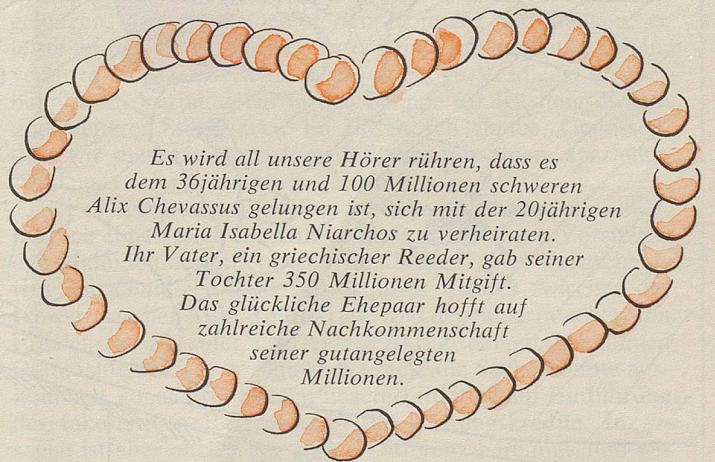 Es wird all unsere Hörer rühren, dass es
dem 36jährigen und 100 Millionen schweren
Alix Chevassus gelungen ist, sich mit der 20jährigen
Maria Isabella Niarchos zu verheiraten.
Ihr Vater, ein griechischer Reeder, gab seiner
Tochter 350 Millionen Mitgift.
Das glückliche Ehepaar hofft auf
zahlreiche Nachkommenschaft
seiner gutangelegten
Millionen.